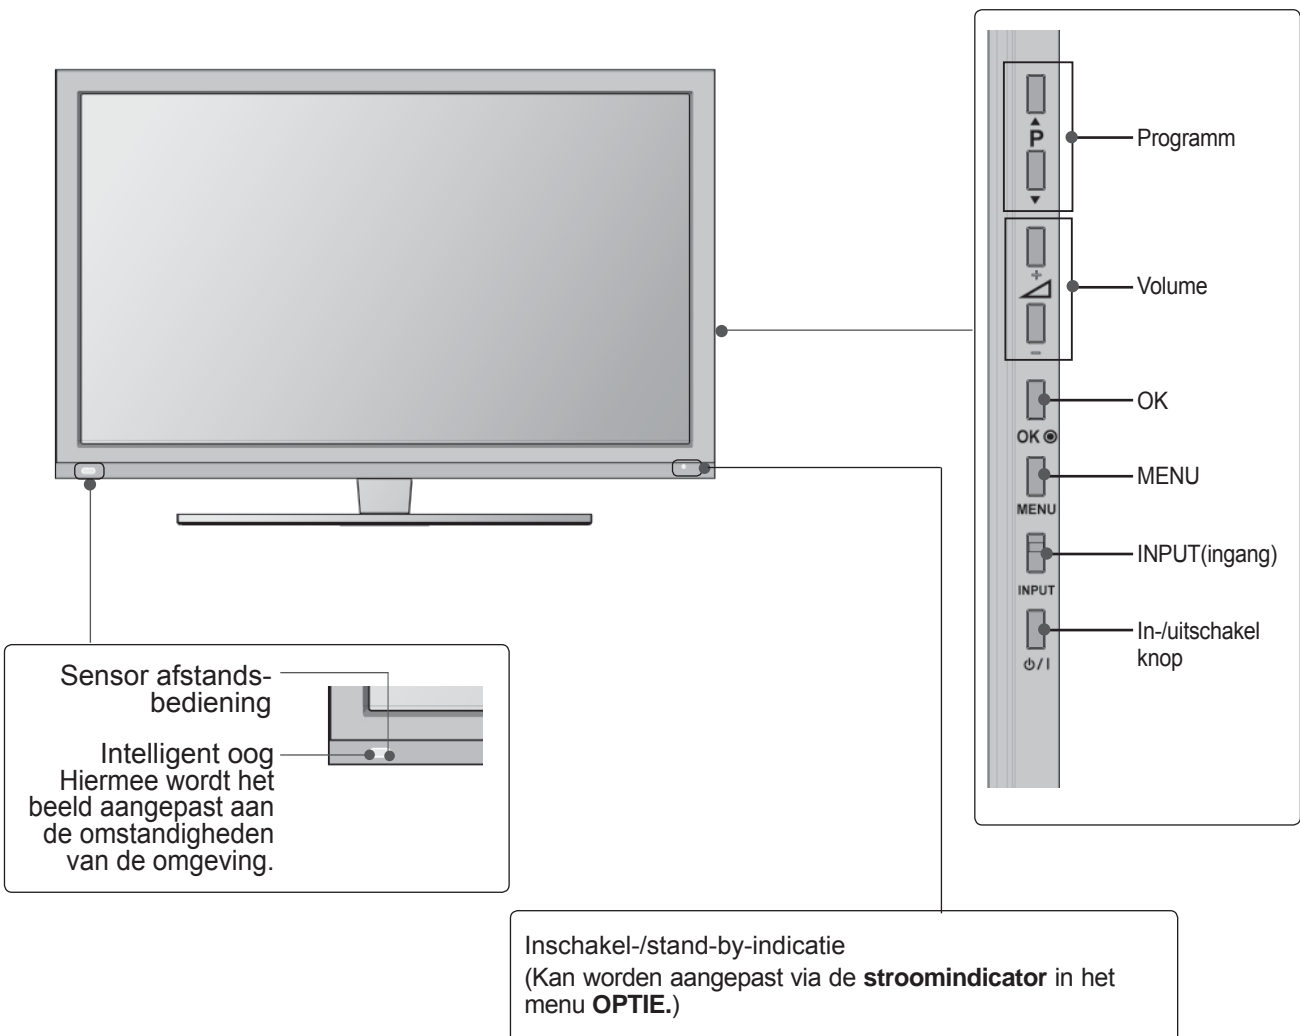 P
Programm
+
Volume
-
OK
OK
MENU
MENU
INPUT(ingang)
INPUT
In-/uitschakel
knop
/ I
Sensor afstands-
bediening
Intelligent oog
Hiermee wordt het
beeld aangepast aan
de omstandigheden
van de omgeving.
Inschakel-/stand-by-indicatie
(Kan worden aangepast via de stroomindicator in het
menu OPTIE.)